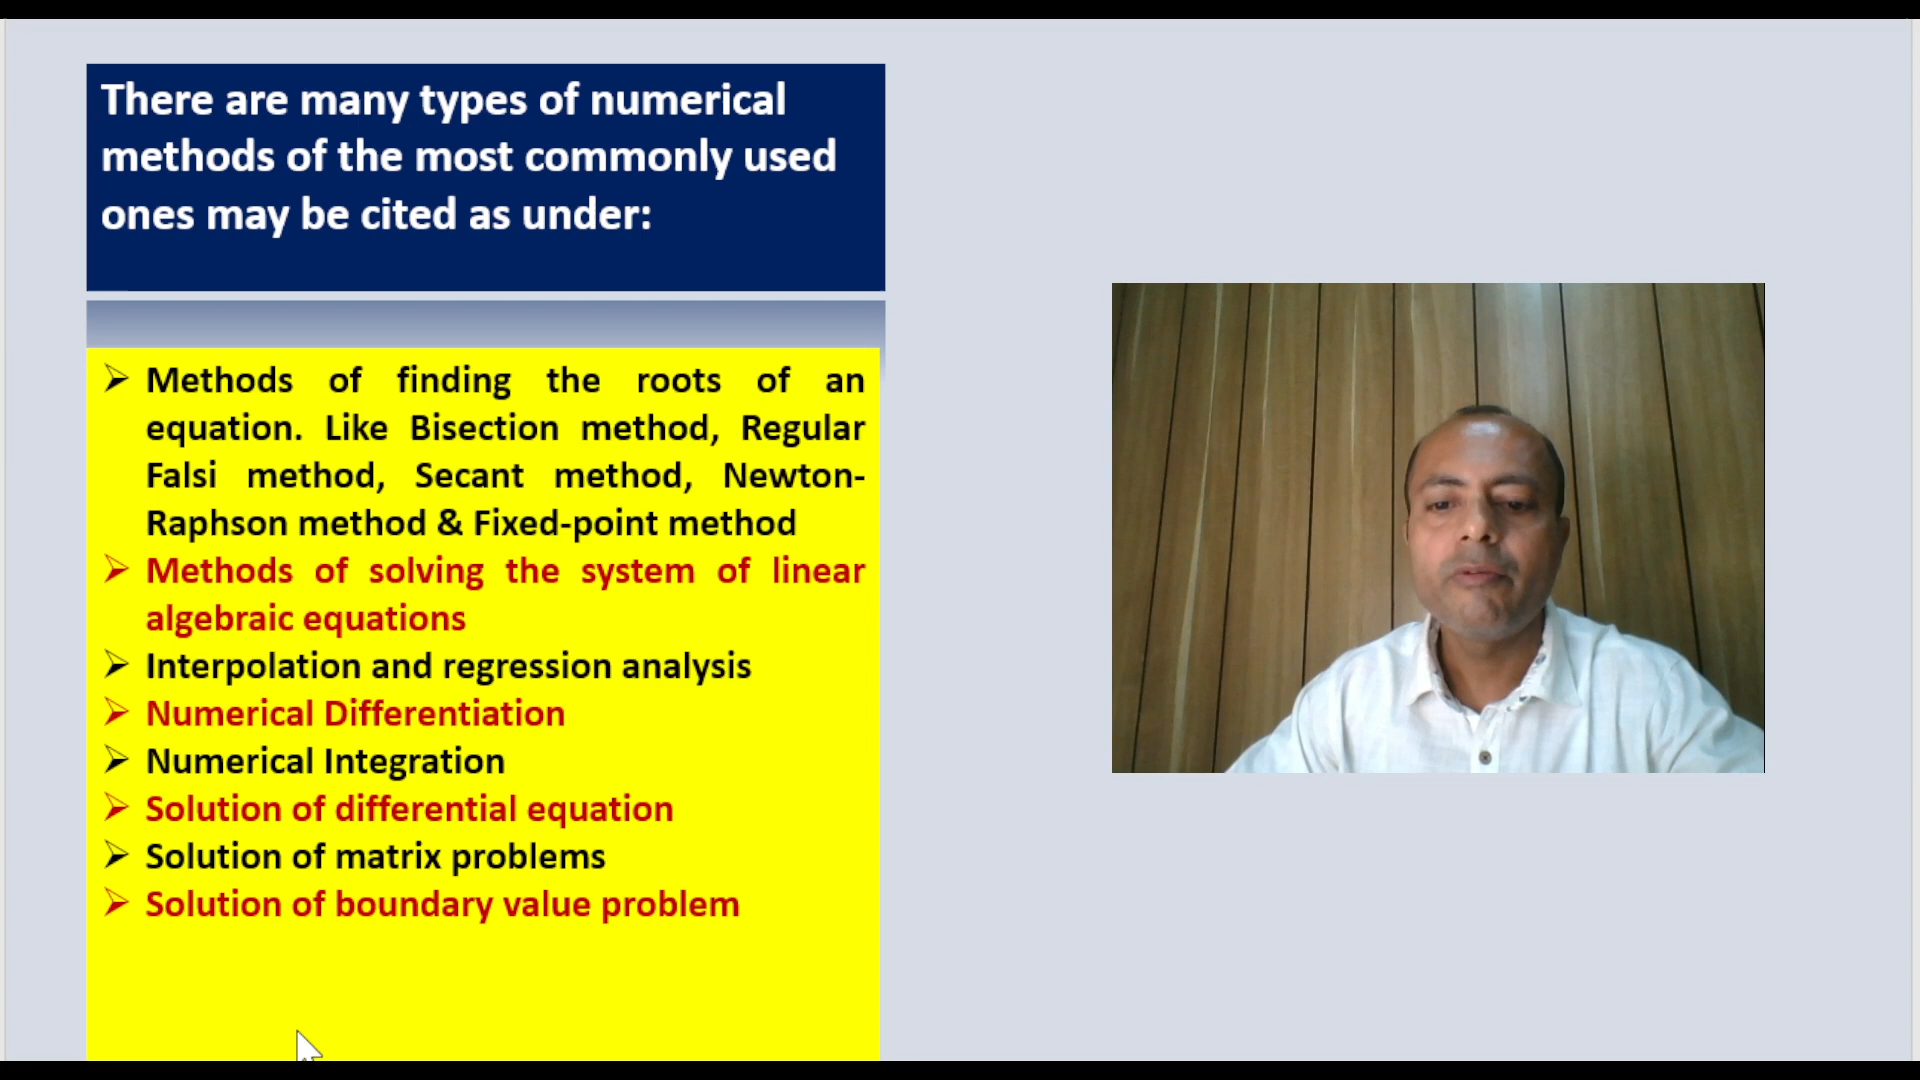 There are many types of numerical
methods of the most commonly used
ones may be cited as under:
Methods of finding the roots of an
equation. Like Bisection method, Regular
Falsi method, Secant method, Newton-
Raphson method & Fixed-point method
Methods of solving the system of linear
algebraic equations
Interpolation and regression analysis
Numerical Differentiation
Numerical Integration
Solution of differential equation
Solution of matrix problems
Solution of boundary value problem